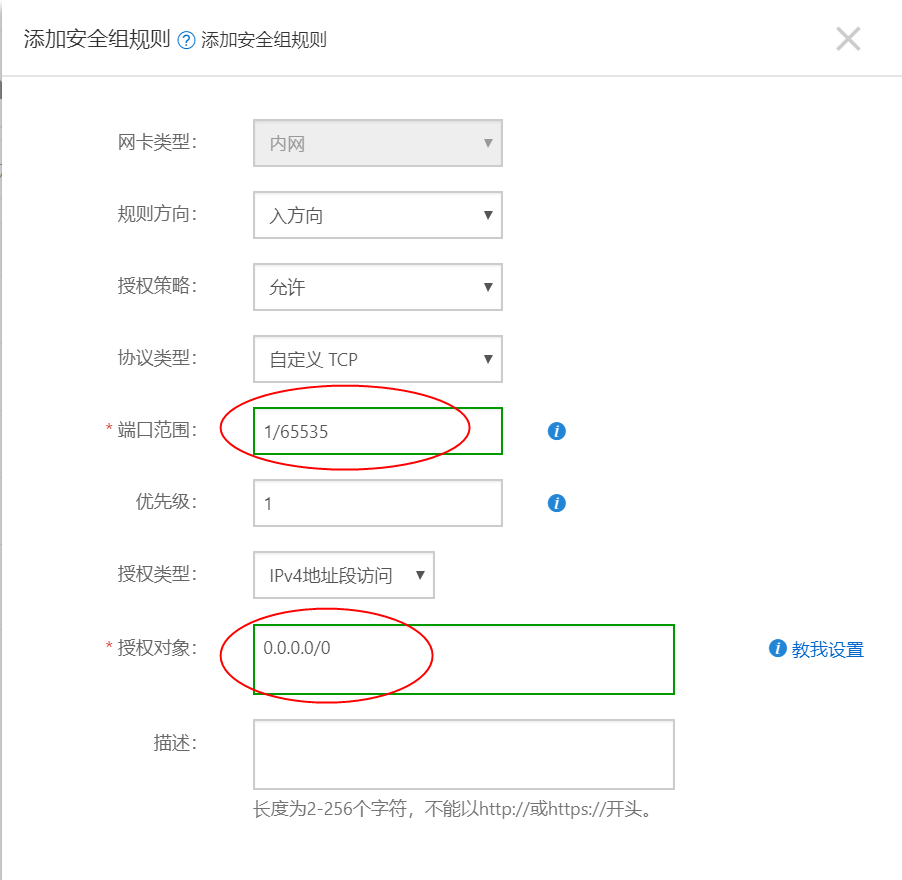 添加安全组规则 ? 添加安全组规则
网卡类型： 内网
规则方向： 入方向
授权策略： 允许
协议类型： 自定义 TCP
* 端口范围： 1/65535
优先级： 1
授权类型： IPv4地址段访问
* 授权对象： 0.0.0.0/0 i 教我设置
描述：
长度为2-256个字符，不能以http://或https://开头。